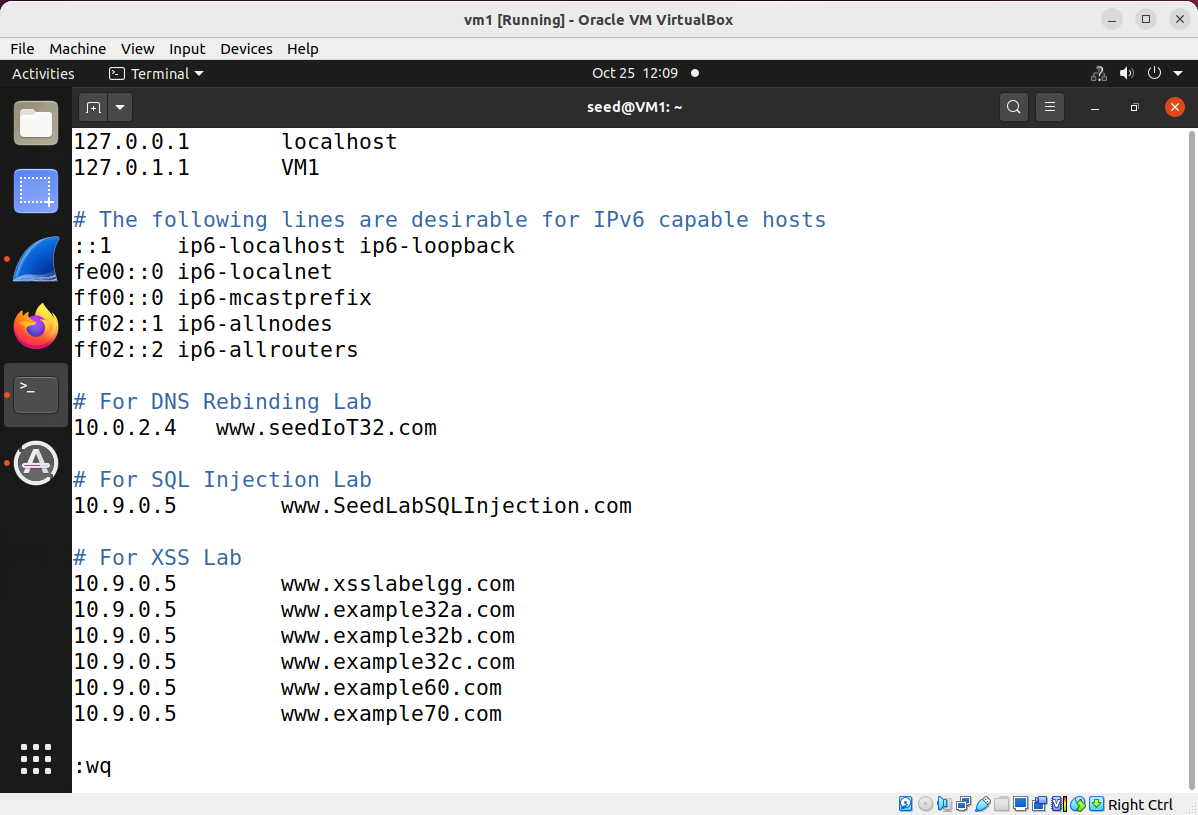 vm1 [Running] - Oracle VM VirtualBox
File Machine View Input Devices Help
Activities Terminal Oct 25 12:09
seed@VM1: ~
127.0.0.1 localhost
127.0.1.1 VM1
# The following lines are desirable for IPv6 capable hosts
::1 ip6-localhost ip6-loopback
fe00::0 ip6-localnet
ff00::0 ip6-mcastprefix
ff02::1 ip6-allnodes
ff02::2 ip6-allrouters
# For DNS Rebinding Lab
10.0.2.4 www.seedIoT32.com
# For SQL Injection Lab
10.9.0.5 www.SeedLabSQLInjection.com
# For XSS Lab
10.9.0.5 www.xsslabelgg.com
10.9.0.5 www.example32a.com
10.9.0.5 www.example32b.com
10.9.0.5 www.example32c.com
10.9.0.5 www.example60.com
10.9.0.5 www.example70.com
:wq
Right Ctrl